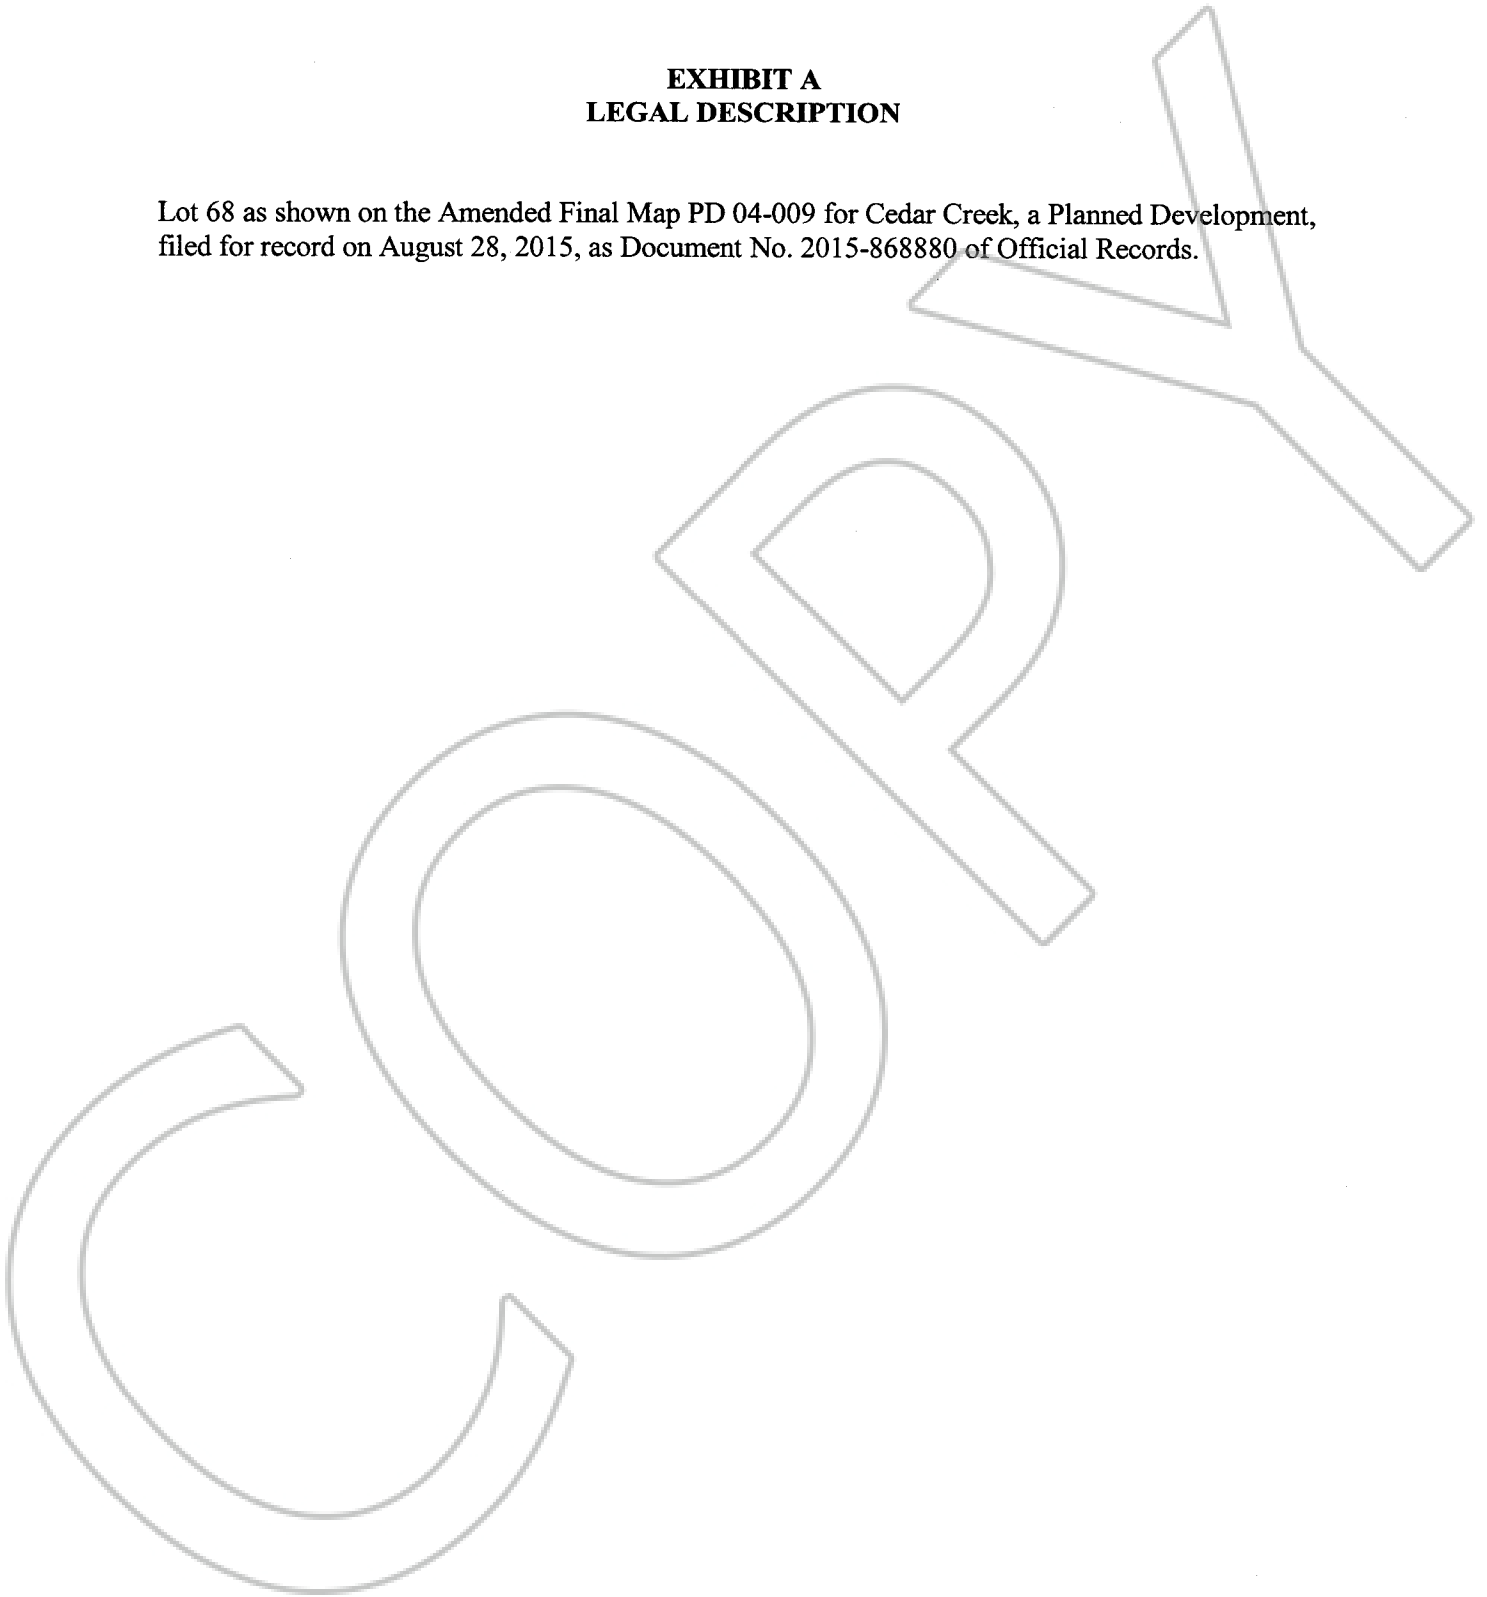 EXHIBIT A
LEGAL DESCRIPTION
Lot 68 as shown on the Amended Final Map PD 04-009 for Cedar Creek, a Planned Development,
filed for record on August 28, 2015, as Document No. 2015-868880 of Official Records.
COPY